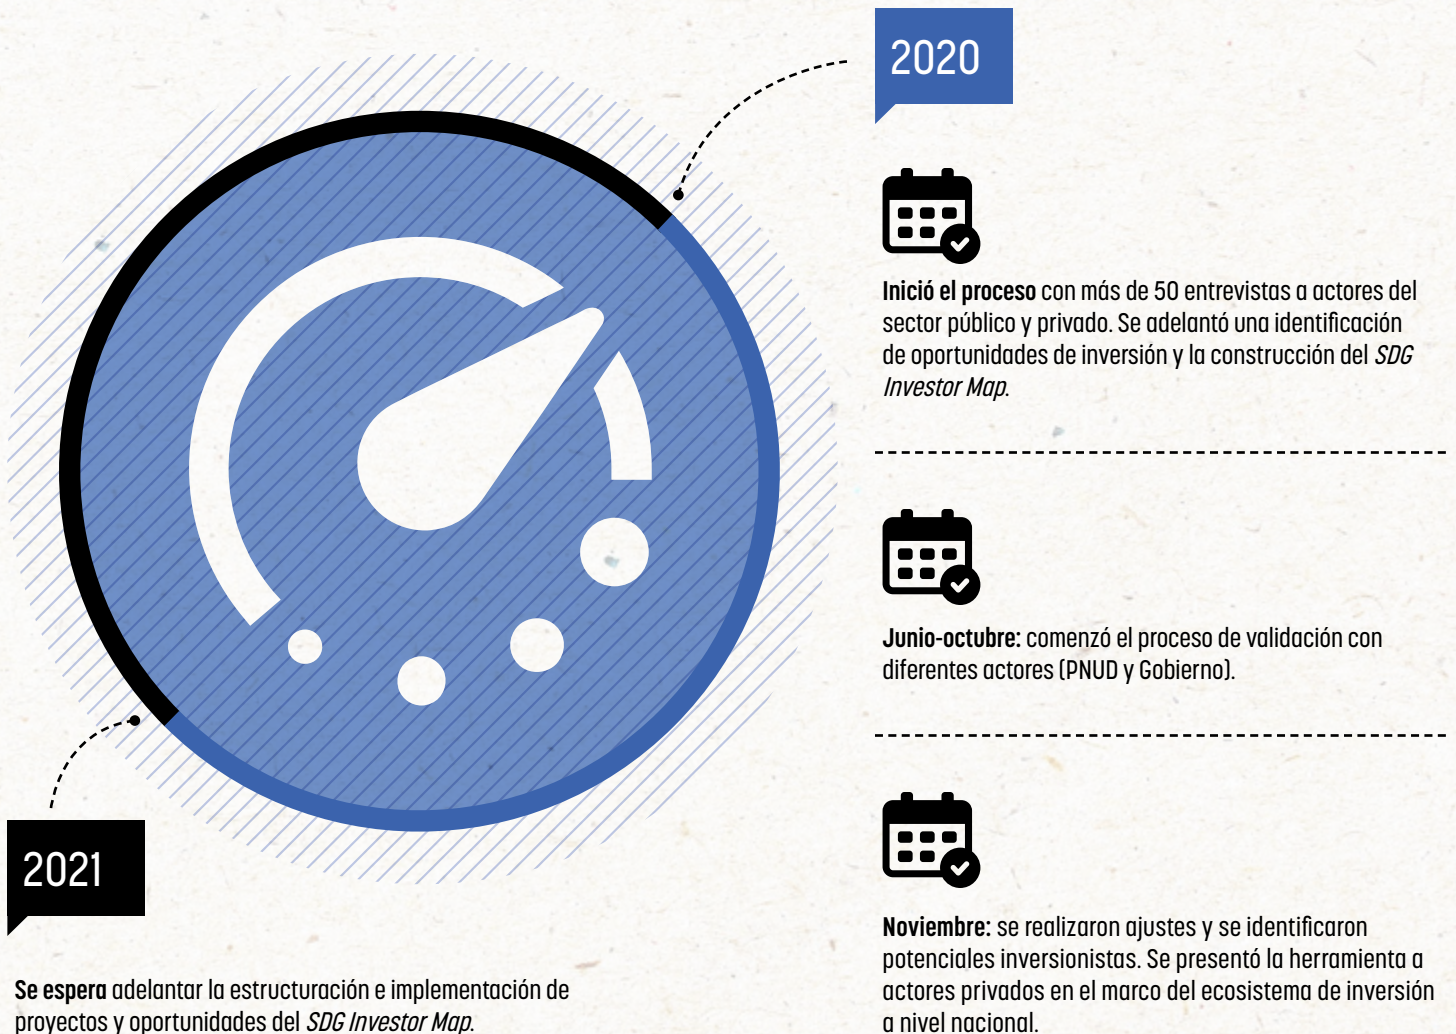 2020
Inició el proceso con más de 50 entrevistas a actores del
sector público y privado. Se adelantó una identificación
de oportunidades de inversión y la construcción del SDG
Investor Map.
Junio-octubre: comenzó el proceso de validación con
diferentes actores (PNUD y Gobierno).
Noviembre: se realizaron ajustes y se identificaron
potenciales inversionistas. Se presentó la herramienta a
actores privados en el marco del ecosistema de inversión
a nivel nacional.
2021
Se espera adelantar la estructuración e implementación de
proyectos y oportunidades del SDG Investor Map.